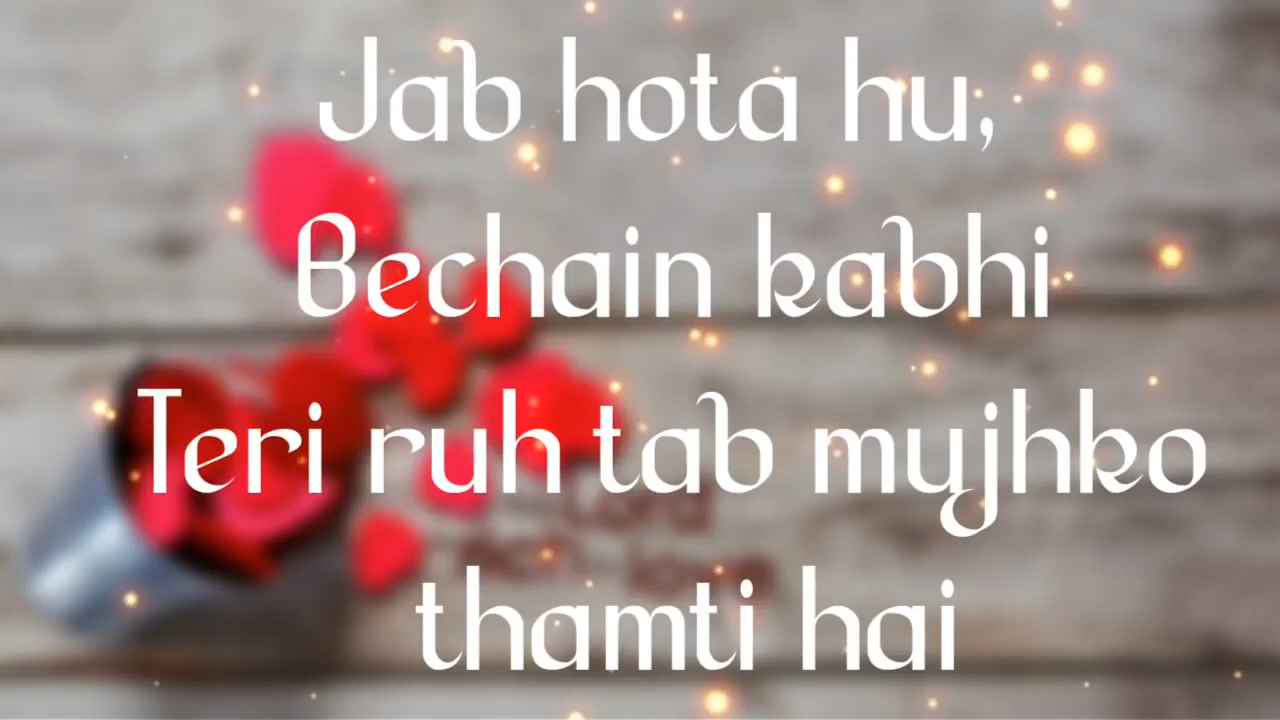 Jab hota hu,
Bechain kabhi
Teri ruh tab mujhko
thamti hai